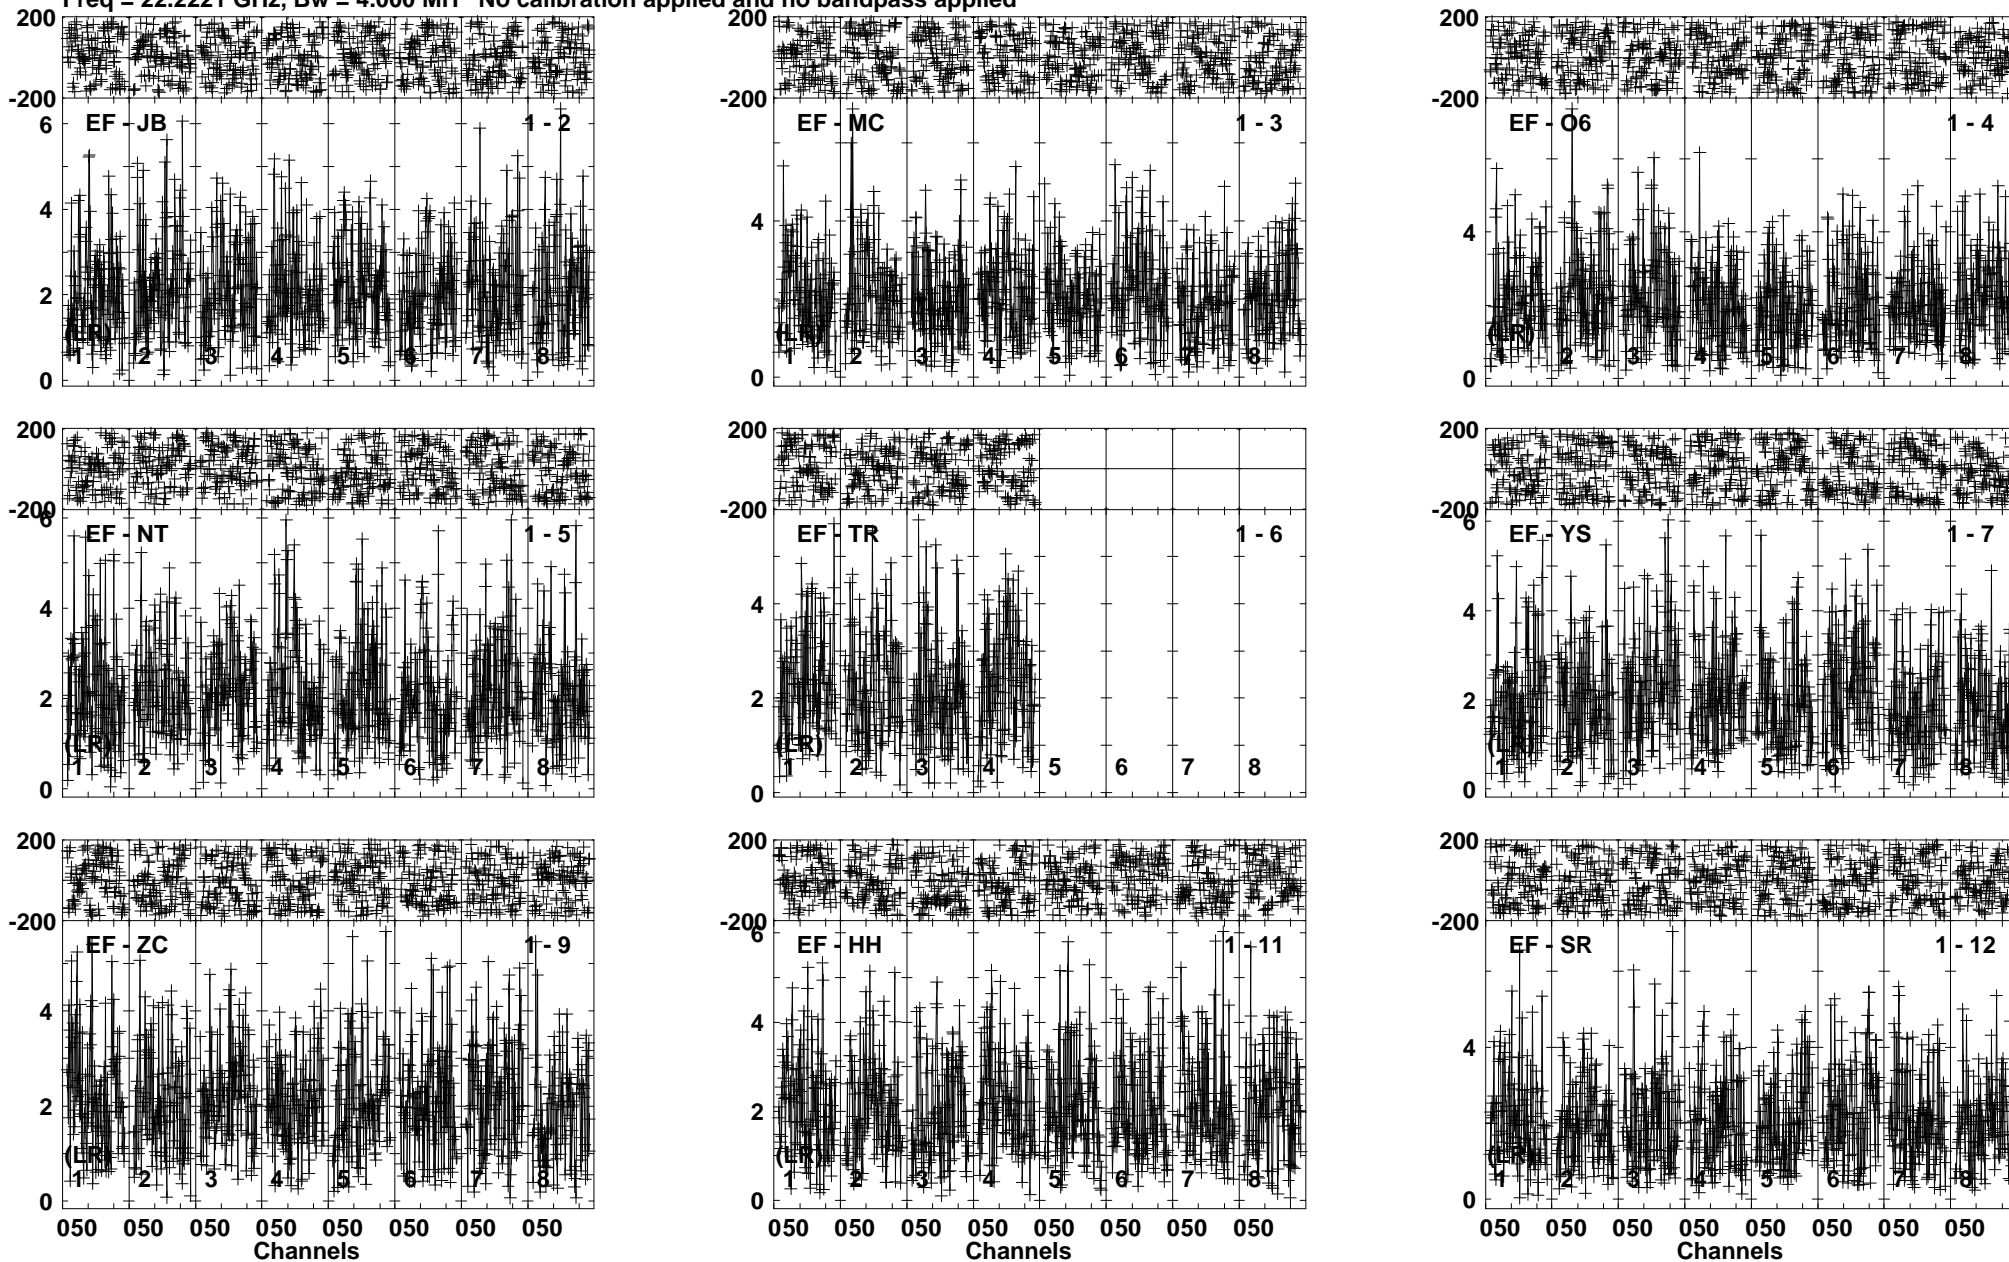 Freq = 22.2221 GHz, Bw = 4.000 MH No calibration applied and no bandpass applied
200 200 200
-200 -200 -200
EF - JB 1 - 2 EF - MC 1 - 3 EF - O6 1 - 4
6
4 4 4
2
(LR) (LR) (LR)
1 2 3 4 5 6 7 8 1 2 3 4 5 6 7 8 1 2 3 4 5 6 7 8
0 0 0
200 200 200
-200 -200 -200
6 6
EF - NT 1 - 5 EF - TR 1 - 6 EF - YS 1 - 7
4 4 4
2 2 2
(LR) (LR) (LR)
1 2 3 4 5 6 7 8 1 2 3 4 5 6 7 8 1 2 3 4 5 6 7 8
0 0 0
200 200 200
-200 -200 -200
6
EF - ZC 1 - 9 EF - HH 1 - 11 EF - SR 1 - 12
4 4 4
2 2
(LR) (LR) (LR)
1 2 3 4 5 6 7 8 1 2 3 4 5 6 7 8 1 2 3 4 5 6 7 8
0 0 0
050 050 050 050 050 050 050 050 050 050 050 050 050 050 050 050 050 050 050 050 050 050 050 050
Channels Channels Channels